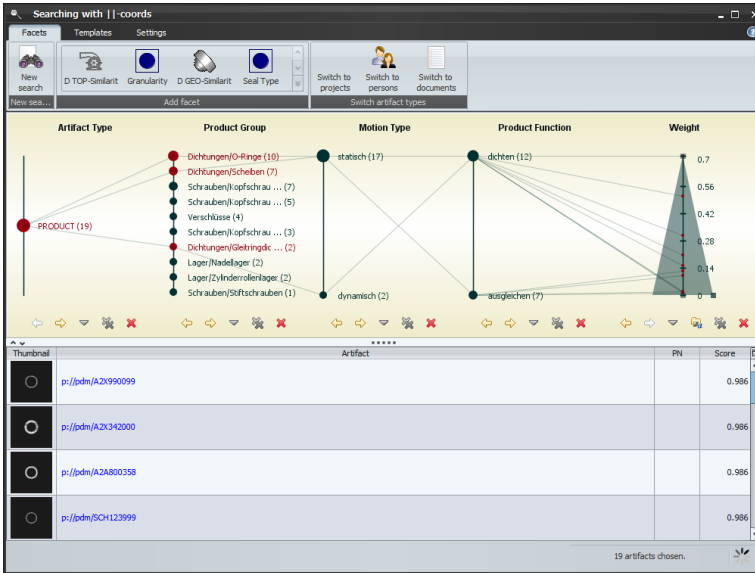 Searching with ||-coords
Facets Templates Settings
New search
D TOP-Similarit Granularity D GEO-Similarit Seal Type
Switch to projects Switch to persons Switch to documents
New sea... Add facet Switch artifact types
Artifact Type Product Group Motion Type Product Function Weight
Dichtungen/O-Ringe (10) statisch (17) dichten (12) 0.7
Dichtungen/Scheiben (7)
Schrauben/Kopfschrau ... (7) 0.56
Schrauben/Kopfschrau ... (5)
Verschlüsse (4) 0.42
PRODUCT (19)
Schrauben/Kopfschrau ... (3)
Dichtungen/Gleitringdic ... (2) 0.28
Lager/Nadellager (2) 0.14
Lager/Zylinderrollenlager (2)
Schrauben/Stiftschrauben (1) dynamisch (2) ausgleichen (7) 0
Thumbnail Artifact PN Score
p://pdm/A2X990099 0.986
p://pdm/A2X342000 0.986
p://pdm/A2A800358 0.986
p://pdm/SCH123999 0.986
19 artifacts chosen.